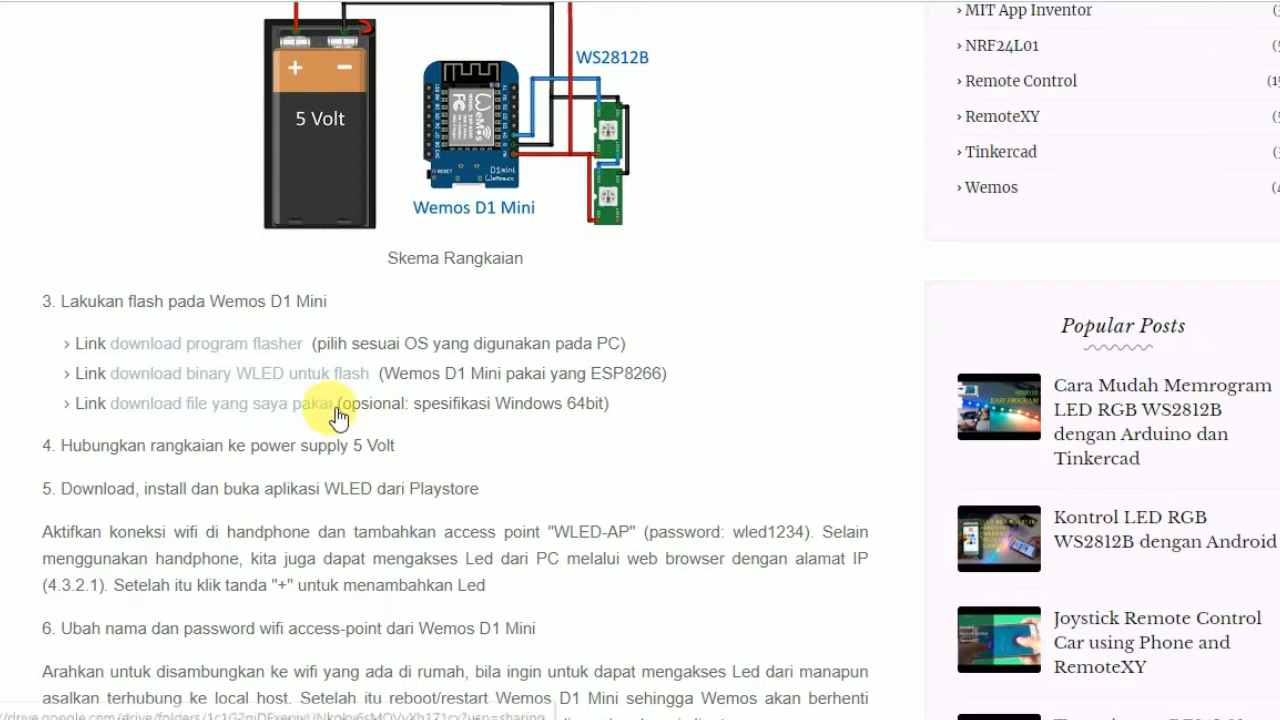 WS2812B
+ −
5 Volt
WeMos
RESET
D1mini
Wemos D1 Mini
Skema Rangkaian
3. Lakukan flash pada Wemos D1 Mini
› Link download program flasher (pilih sesuai OS yang digunakan pada PC)
› Link download binary WLED untuk flash (Wemos D1 Mini pakai yang ESP8266)
› Link download file yang saya pakai (opsional: spesifikasi Windows 64bit)
4. Hubungkan rangkaian ke power supply 5 Volt
5. Download, install dan buka aplikasi WLED dari Playstore
Aktifkan koneksi wifi di handphone dan tambahkan access point "WLED-AP" (password: wled1234). Selain
menggunakan handphone, kita juga dapat mengakses Led dari PC melalui web browser dengan alamat IP
(4.3.2.1). Setelah itu klik tanda "+" untuk menambahkan Led
6. Ubah nama dan password wifi access-point dari Wemos D1 Mini
Arahkan untuk disambungkan ke wifi yang ada di rumah, bila ingin untuk dapat mengakses Led dari manapun
asalkan terhubung ke local host. Setelah itu reboot/restart Wemos D1 Mini sehingga Wemos akan berhenti
› MIT App Inventor
› NRF24L01
› Remote Control
› RemoteXY
› Tinkercad
› Wemos
Popular Posts
Cara Mudah Memrogram
LED RGB WS2812B
dengan Arduino dan
Tinkercad
Kontrol LED RGB
WS2812B dengan Android
Joystick Remote Control
Car using Phone and
RemoteXY